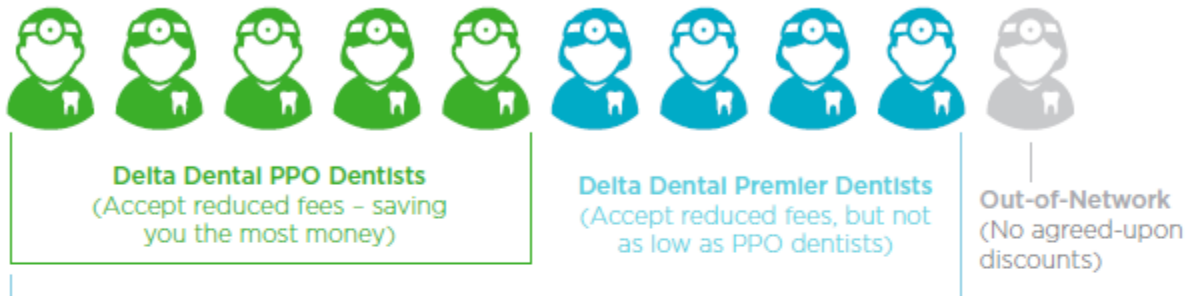 Delta Dental PPO Dentists
(Accept reduced fees – saving
you the most money)
Delta Dental Premier Dentists
(Accept reduced fees, but not
as low as PPO dentists)
Out-of-Network
(No agreed-upon
discounts)